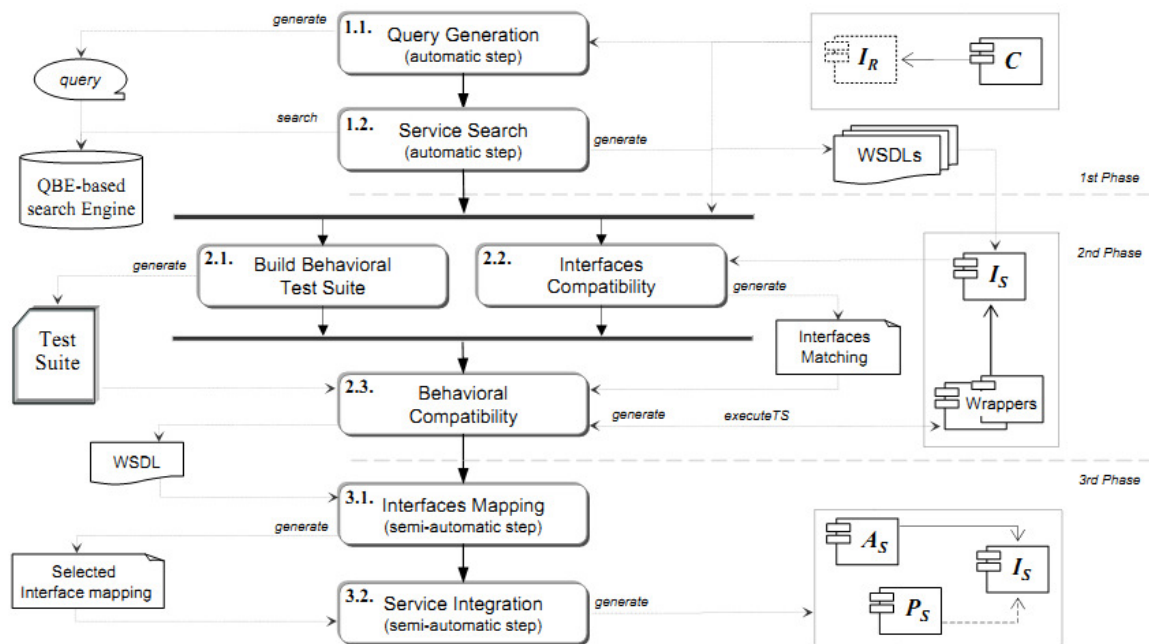 generate
1.1.
Query Generation
(automatic step)
I_R
C
query
search
1.2.
Service Search
(automatic step)
generate
WSDLs
QBE-based
search Engine
1st Phase
2nd Phase
generate
2.1.
Build Behavioral
Test Suite
2.2.
Interfaces
Compatibility
generate
I_S
Test
Suite
Interfaces
Matching
2.3.
Behavioral
Compatibility
generate
executeTS
Wrappers
WSDL
3rd Phase
3.1.
Interfaces Mapping
(semi-automatic step)
generate
A_S
I_S
P_S
Selected
Interface mapping
3.2.
Service Integration
(semi-automatic step)
generate